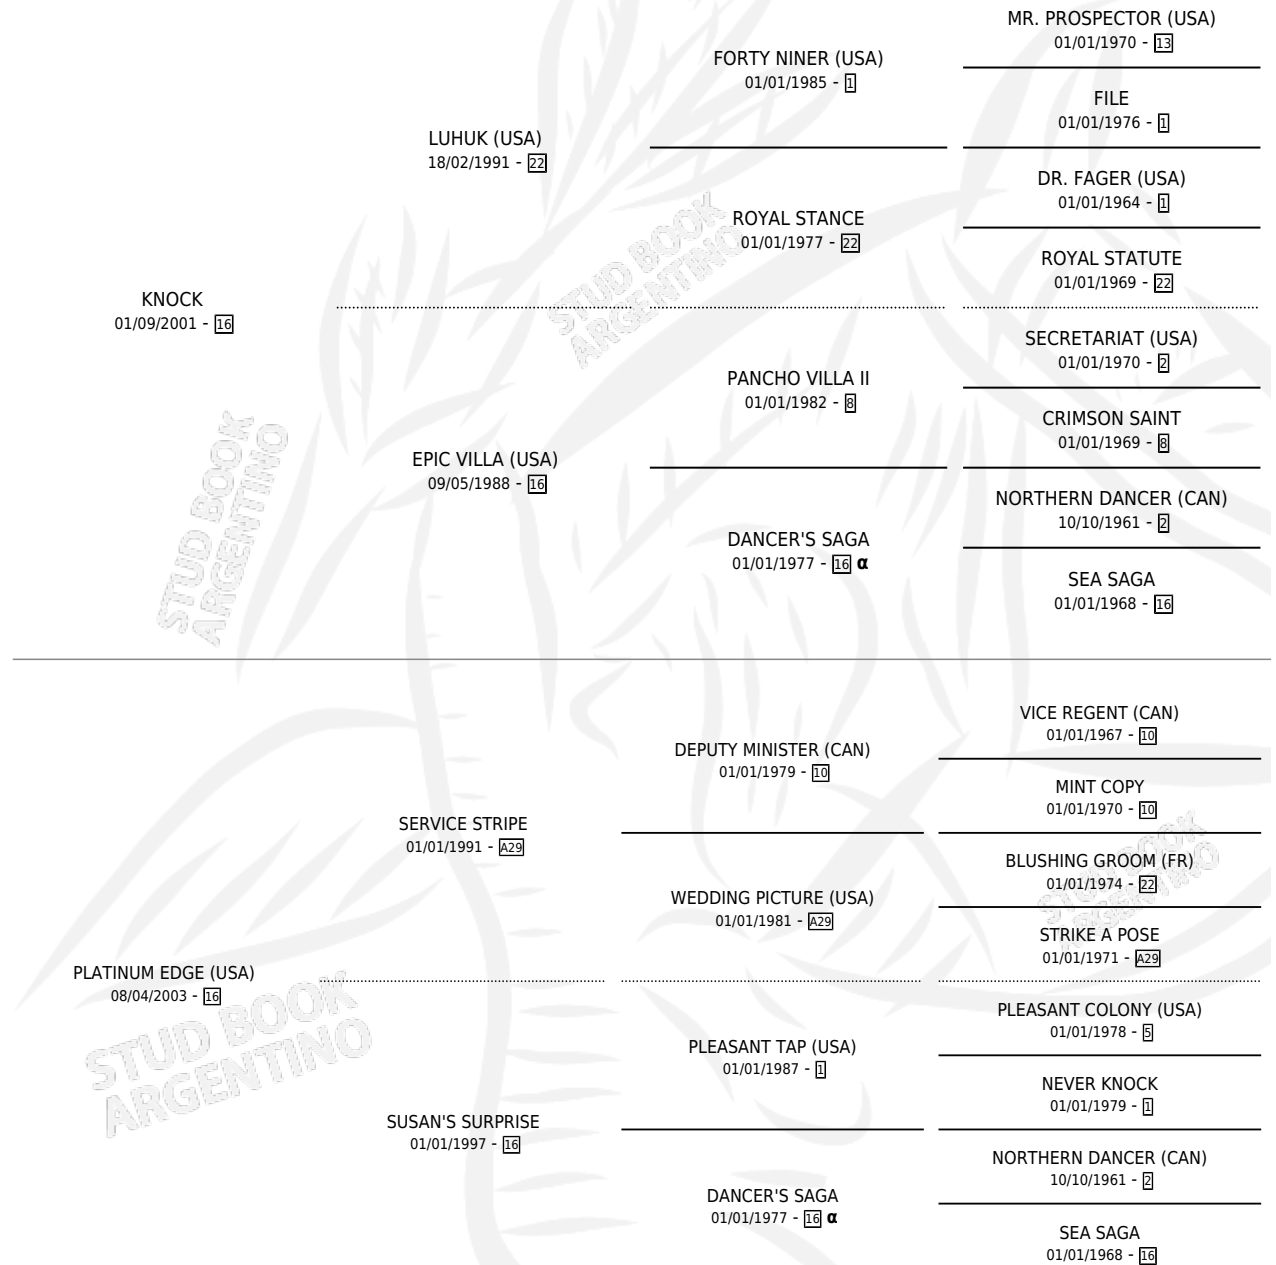 MR. PROSPECTOR (USA)
01/01/1970 - 13
FORTY NINER (USA)
01/01/1985 - 1
FILE
01/01/1976 - 1
LUHUK (USA)
18/02/1991 - 22
DR. FAGER (USA)
01/01/1964 - 1
ROYAL STANCE
01/01/1977 - 22
ROYAL STATUTE
01/01/1969 - 22
KNOCK
01/09/2001 - 16
SECRETARIAT (USA)
01/01/1970 - 2
PANCHO VILLA II
01/01/1982 - 8
CRIMSON SAINT
01/01/1969 - 8
EPIC VILLA (USA)
09/05/1988 - 16
NORTHERN DANCER (CAN)
10/10/1961 - 2
DANCER'S SAGA
01/01/1977 - 16 α
SEA SAGA
01/01/1968 - 16
VICE REGENT (CAN)
01/01/1967 - 10
DEPUTY MINISTER (CAN)
01/01/1979 - 10
MINT COPY
01/01/1970 - 10
SERVICE STRIPE
01/01/1991 - A29
BLUSHING GROOM (FR)
01/01/1974 - 22
WEDDING PICTURE (USA)
01/01/1981 - A29
STRIKE A POSE
01/01/1971 - A29
PLATINUM EDGE (USA)
08/04/2003 - 16
PLEASANT COLONY (USA)
01/01/1978 - 5
PLEASANT TAP (USA)
01/01/1987 - 1
NEVER KNOCK
01/01/1979 - 1
SUSAN'S SURPRISE
01/01/1997 - 16
NORTHERN DANCER (CAN)
10/10/1961 - 2
DANCER'S SAGA
01/01/1977 - 16 α
SEA SAGA
01/01/1968 - 16
STUD BOOK
ARGENTINO
STUD BOOK
ARGENTINO
STUD BOOK
ARGENTINO
STUD BOOK
ARGENTINO